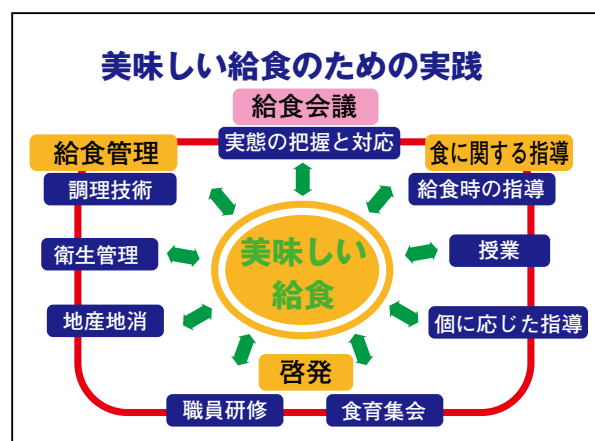 美味しい給食のための実践
給食会議
実態の把握と対応
給食管理
調理技術
衛生管理
地産地消
食に関する指導
給食時の指導
授業
個に応じた指導
美味しい
給食
啓発
職員研修
食育集会